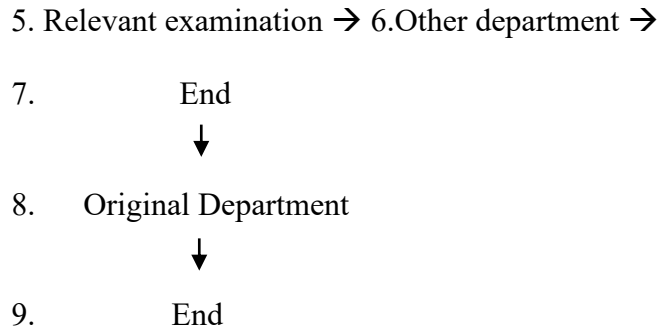 5. Relevant examination → 6.Other department →
7. End
↓
8. Original Department
↓
9. End